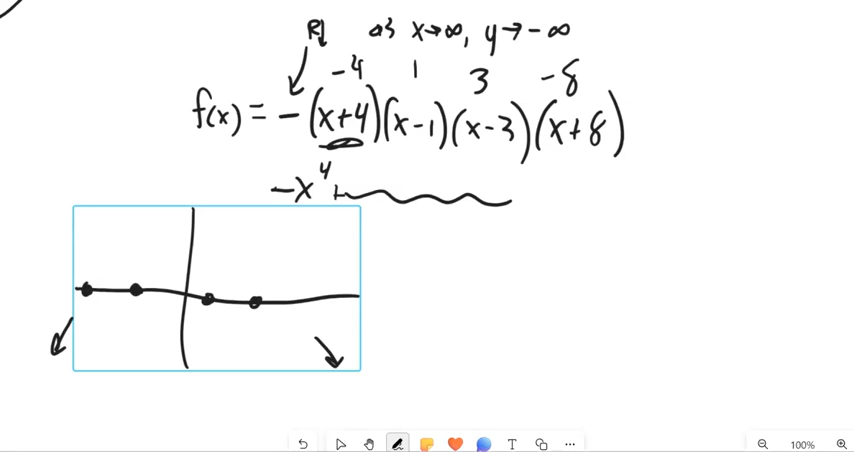 R↓ as x→∞, y→-∞
-4 1 3 -8
f(x) = -(x+4)(x-1)(x-3)(x+8)
-x⁴+
T ... 100%